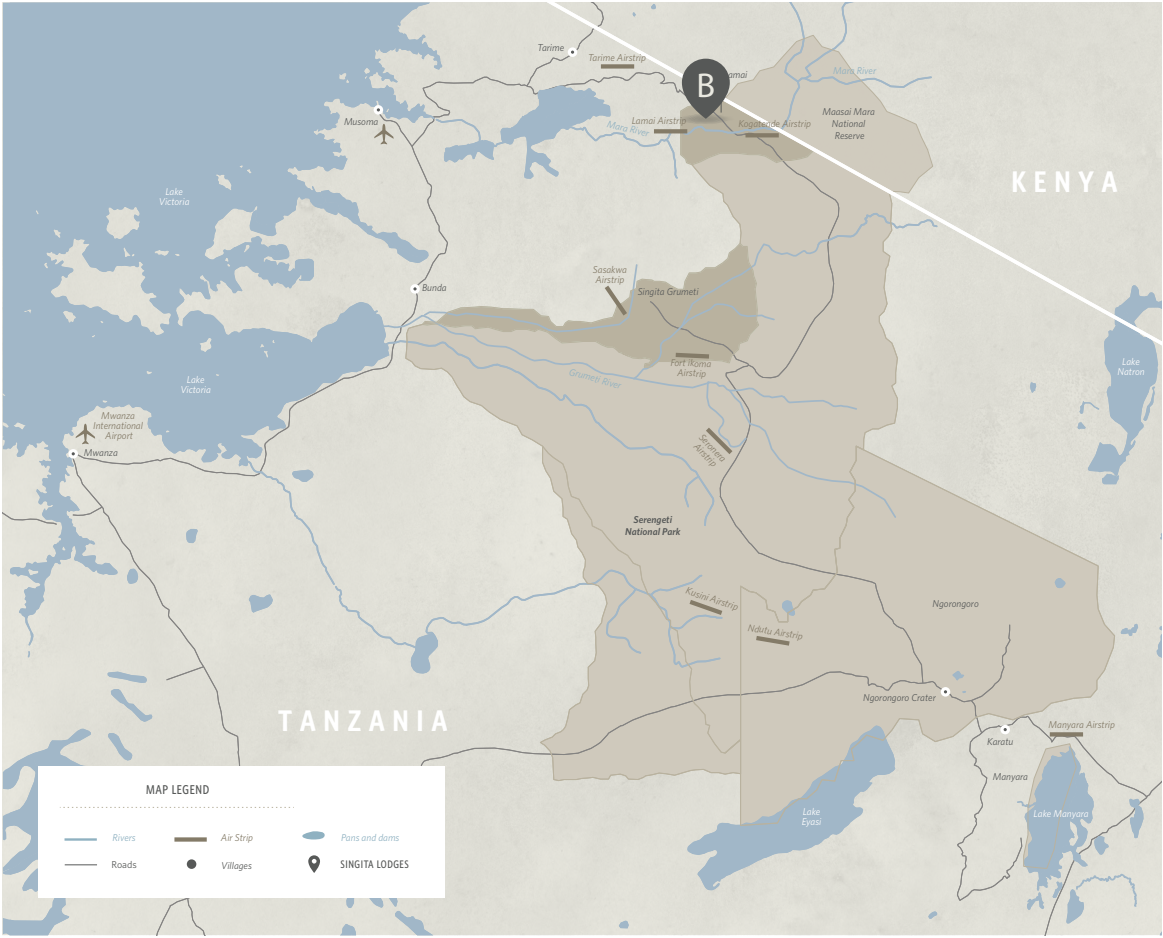 Tarime
Tarime Airstrip
B
amai
Mara River
Musoma
Lamai Airstrip
Kogatende Airstrip
Maasai Mara
National
Reserve
Mara River
KENYA
Lake
Victoria
Sasakwa
Airstrip
Bunda
Singita Grumeti
Lake
Victoria
Fort Ikoma
Airstrip
Grumeti River
Lake
Natron
Mwanza
International
Airport
Mwanza
Seronera
Airstrip
Serengeti
National Park
Kusini Airstrip
Ndutu Airstrip
Ngorongoro
Ngorongoro Crater
TANZANIA
Manyara Airstrip
Karatu
Manyara
Lake
Eyasi
Lake Manyara
MAP LEGEND
Rivers
Air Strip
Pans and dams
Roads
Villages
SINGITA LODGES